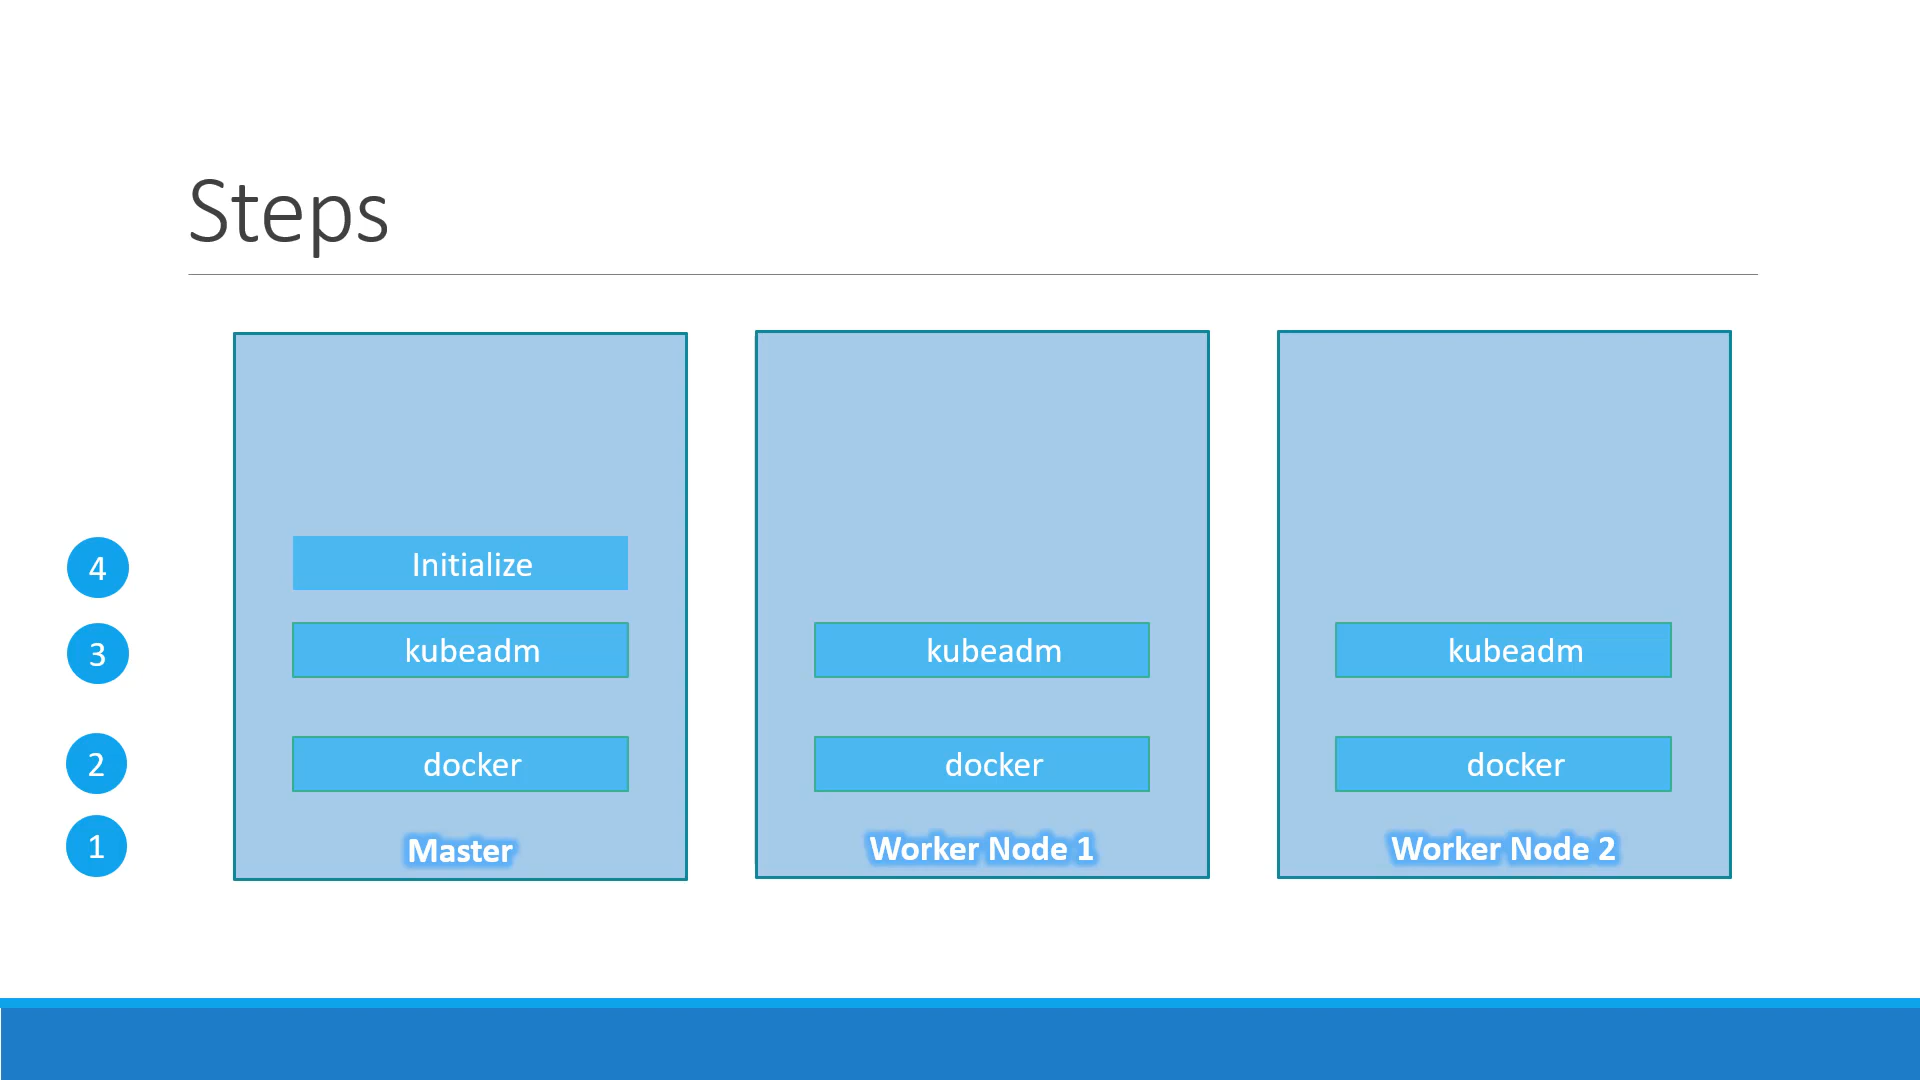 Steps
4
Initialize
3
kubeadm
kubeadm
kubeadm
2
docker
docker
docker
1
Master
Worker Node 1
Worker Node 2